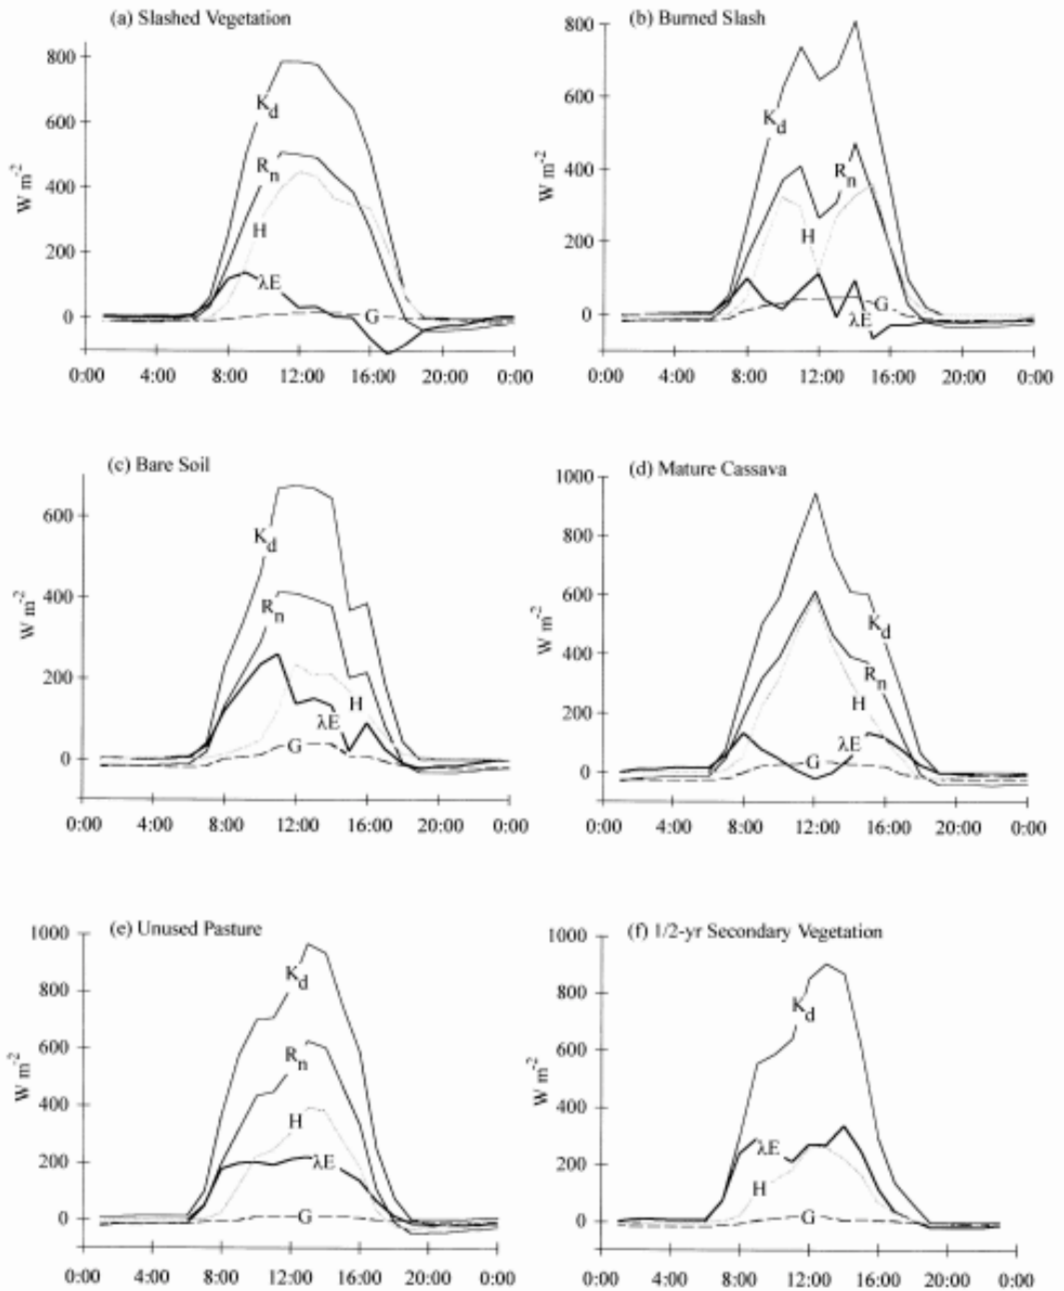 (a) Slashed Vegetation
W m-2
800
600
400
200
0
Kd
Rn
H
λE
G
0:00 4:00 8:00 12:00 16:00 20:00 0:00
(b) Burned Slash
800
600
400
200
0
Kd
Rn
H
G
λE
0:00 4:00 8:00 12:00 16:00 20:00 0:00
(c) Bare Soil
W m-2
600
400
200
0
Kd
Rn
H
λE
G
0:00 4:00 8:00 12:00 16:00 20:00 0:00
(d) Mature Cassava
W m-2
1000
800
600
400
200
0
Kd
Rn
H
λE
G
0:00 4:00 8:00 12:00 16:00 20:00 0:00
(e) Unused Pasture
W m-2
1000
800
600
400
200
0
Kd
Rn
H
λE
G
0:00 4:00 8:00 12:00 16:00 20:00 0:00
(f) 1/2-yr Secondary Vegetation
W m-2
1000
800
600
400
200
0
Kd
λE
H
G
0:00 4:00 8:00 12:00 16:00 20:00 0:00